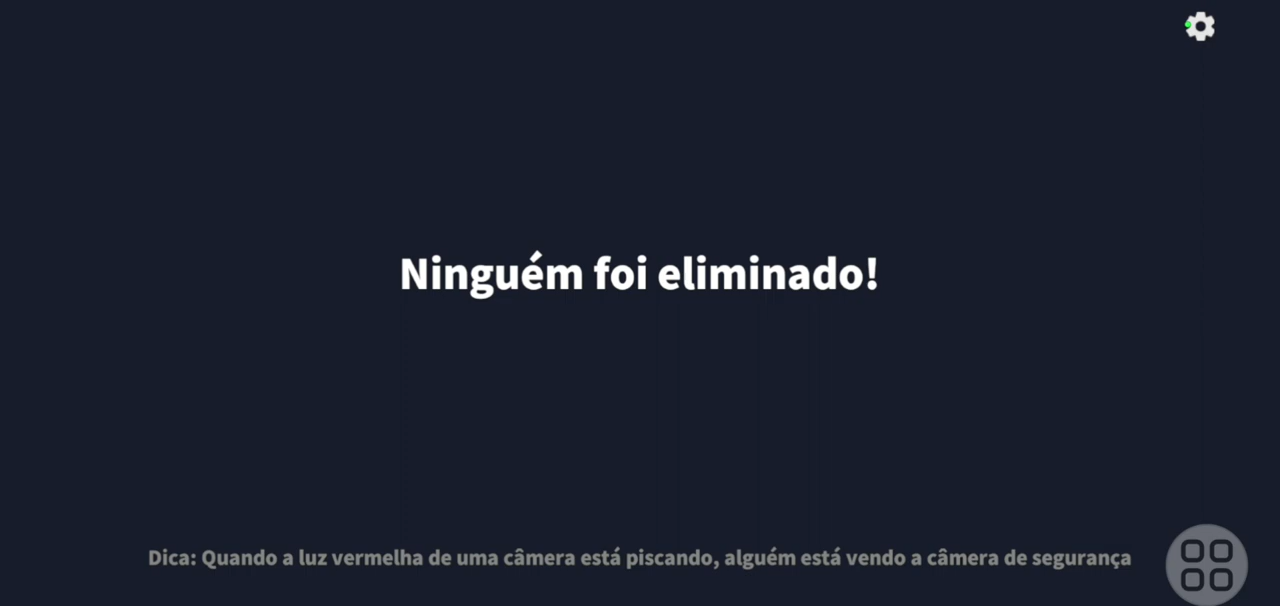 Ninguém foi eliminado!
Dica: Quando a luz vermelha de uma câmera está piscando, alguém está vendo a câmera de segurança